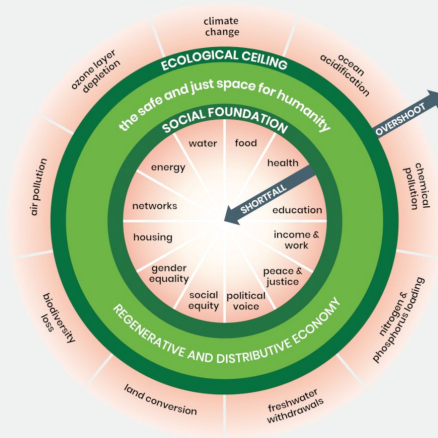 climate
change
ocean
acidification
chemical
pollution
nitrogen &
phosphorus loading
freshwater
withdrawals
land conversion
biodiversity
loss
air pollution
ozone layer
depletion
ECOLOGICAL CEILING
the safe and just space for humanity
SOCIAL FOUNDATION
OVERSHOOT
SHORTFALL
water
food
health
education
income &
work
peace &
justice
political
voice
social
equity
gender
equality
housing
networks
energy
REGENERATIVE AND DISTRIBUTIVE ECONOMY